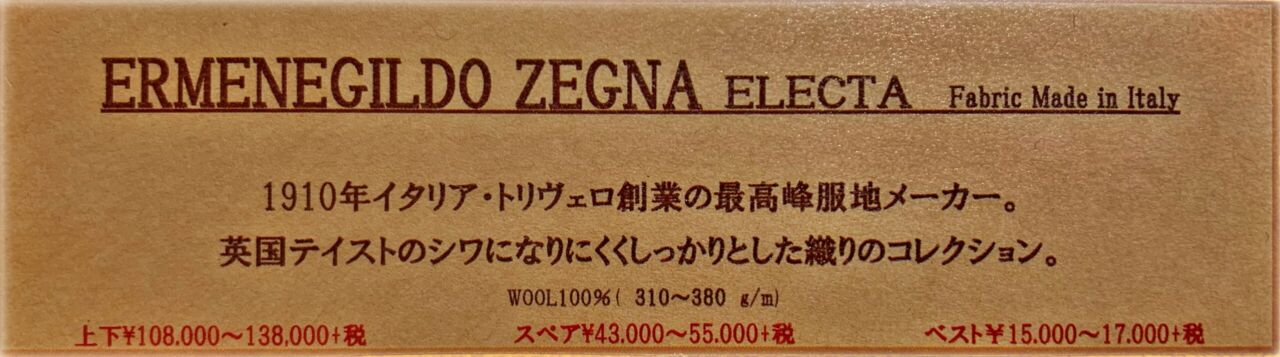 ERMENEGILDO ZEGNA ELECTA Fabric Made in Italy
1910年イタリア・トリヴェロ創業の最高峰服地メーカー。
英国テイストのシワになりにくくしっかりとした織りのコレクション。
WOOL100%( 310〜380 g/m)
上下¥108.000〜138,000+税 スペア¥43.000〜55.000+税 ベスト¥15.000〜17.000+税